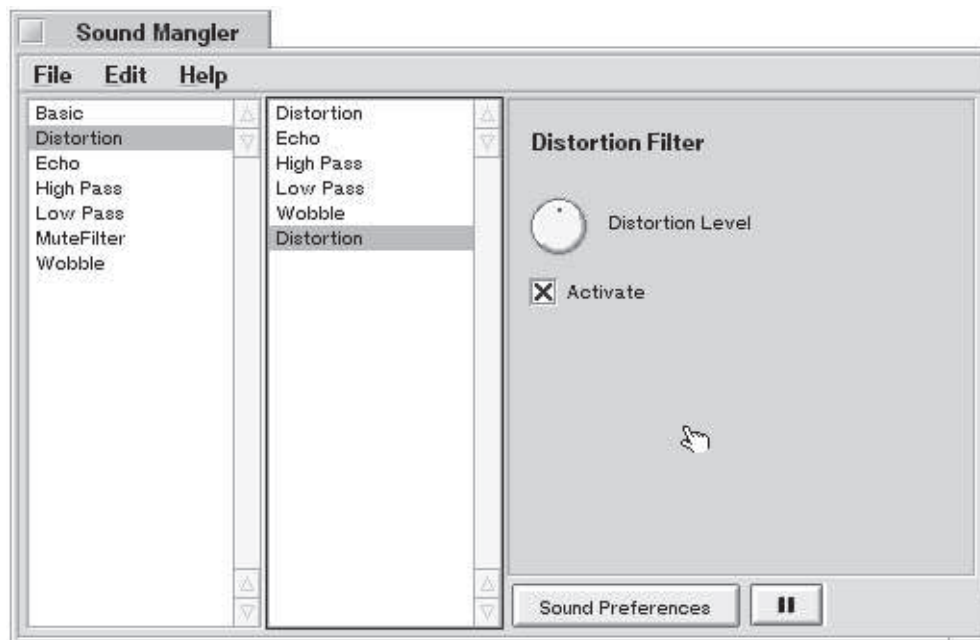 Sound Mangler
File Edit Help
Basic
Distortion
Echo
High Pass
Low Pass
MuteFilter
Wobble
Distortion
Echo
High Pass
Low Pass
Wobble
Distortion
Distortion Filter
Distortion Level
Activate
Sound Preferences